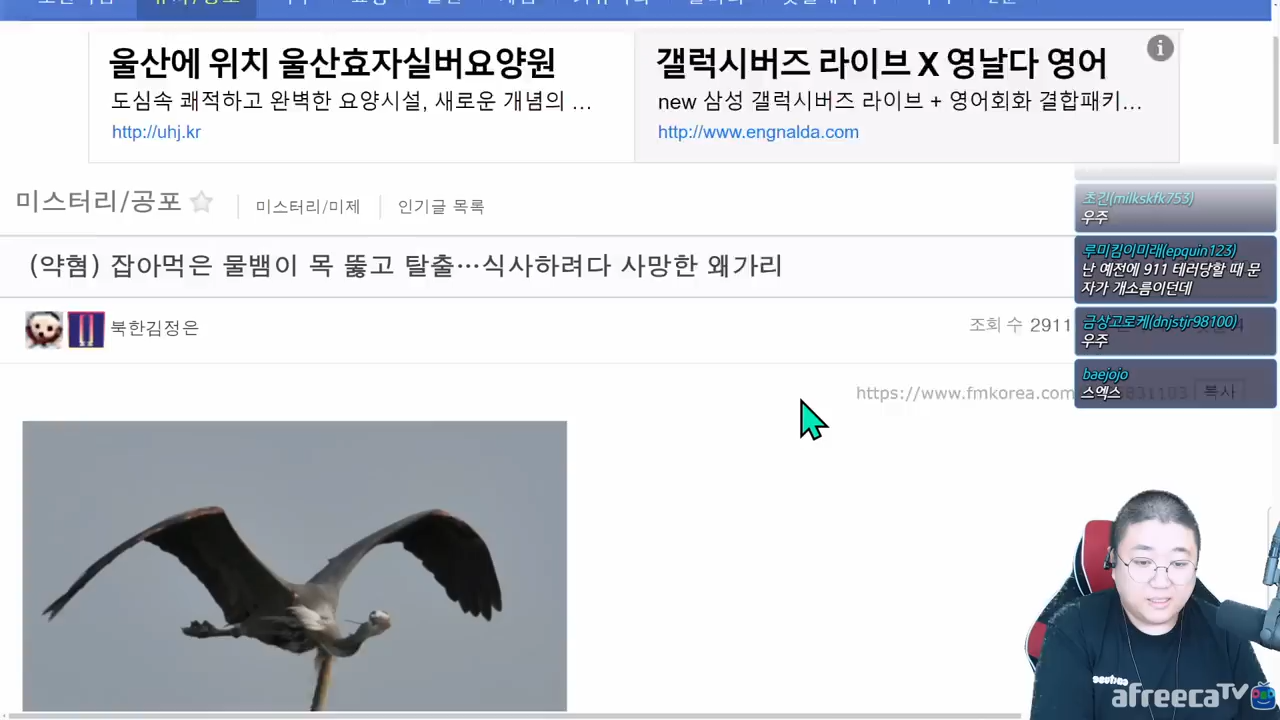 울산에 위치 울산효자실버요양원
도심속 쾌적하고 완벽한 요양시설, 새로운 개념의 ...
http://uhj.kr
갤럭시버즈 라이브 X 영날다 영어
new 삼성 갤럭시버즈 라이브 + 영어회화 결합패키...
http://www.engnalda.com
미스터리/공포
미스터리/미제
인기글 목록
(약혐) 잡아먹은 물뱀이 목 뚫고 탈출…식사하려다 사망한 왜가리
북한김정은
조회 수 2911
https://www.fmkorea.com
복사
초긴(milkskfk753)
우주
루미킴이미래(epguin123)
난 예전에 911 테러당할 때 문
자가 개소름이던데
금상고로케(dnjstjr98100)
우주
baejojo
스엑스
afreecaTV